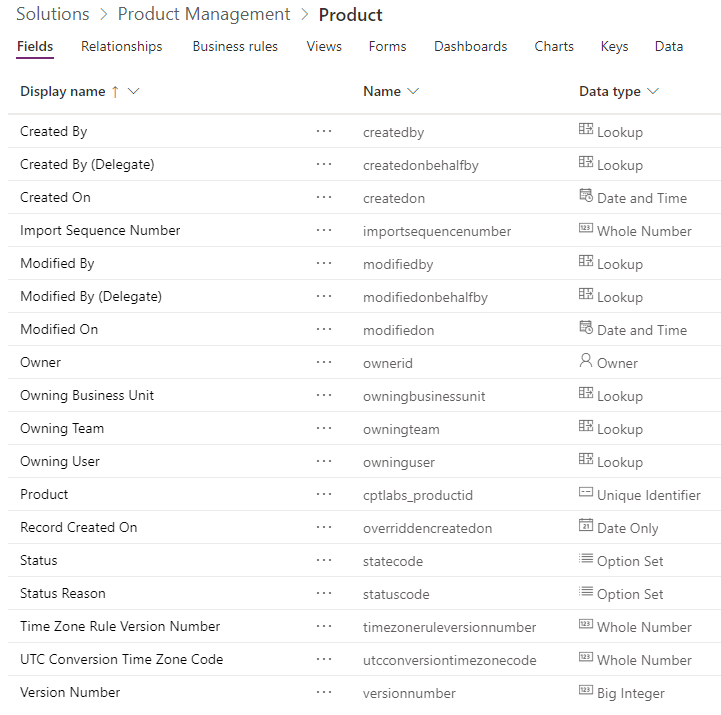 Solutions > Product Management > Product
Fields Relationships Business rules Views Forms Dashboards Charts Keys Data
Display name ↑ Name Data type
Created By ··· createdby Lookup
Created By (Delegate) ··· createdonbehalfby Lookup
Created On ··· createdon Date and Time
Import Sequence Number ··· importsequencenumber Whole Number
Modified By ··· modifiedby Lookup
Modified By (Delegate) ··· modifiedonbehalfby Lookup
Modified On ··· modifiedon Date and Time
Owner ··· ownerid Owner
Owning Business Unit ··· owningbusinessunit Lookup
Owning Team ··· owningteam Lookup
Owning User ··· owninguser Lookup
Product ··· cptlabs_productid Unique Identifier
Record Created On ··· overriddencreatedon Date Only
Status ··· statecode Option Set
Status Reason ··· statuscode Option Set
Time Zone Rule Version Number ··· timezoneruleversionnumber Whole Number
UTC Conversion Time Zone Code ··· utcconversiontimezonecode Whole Number
Version Number ··· versionnumber Big Integer